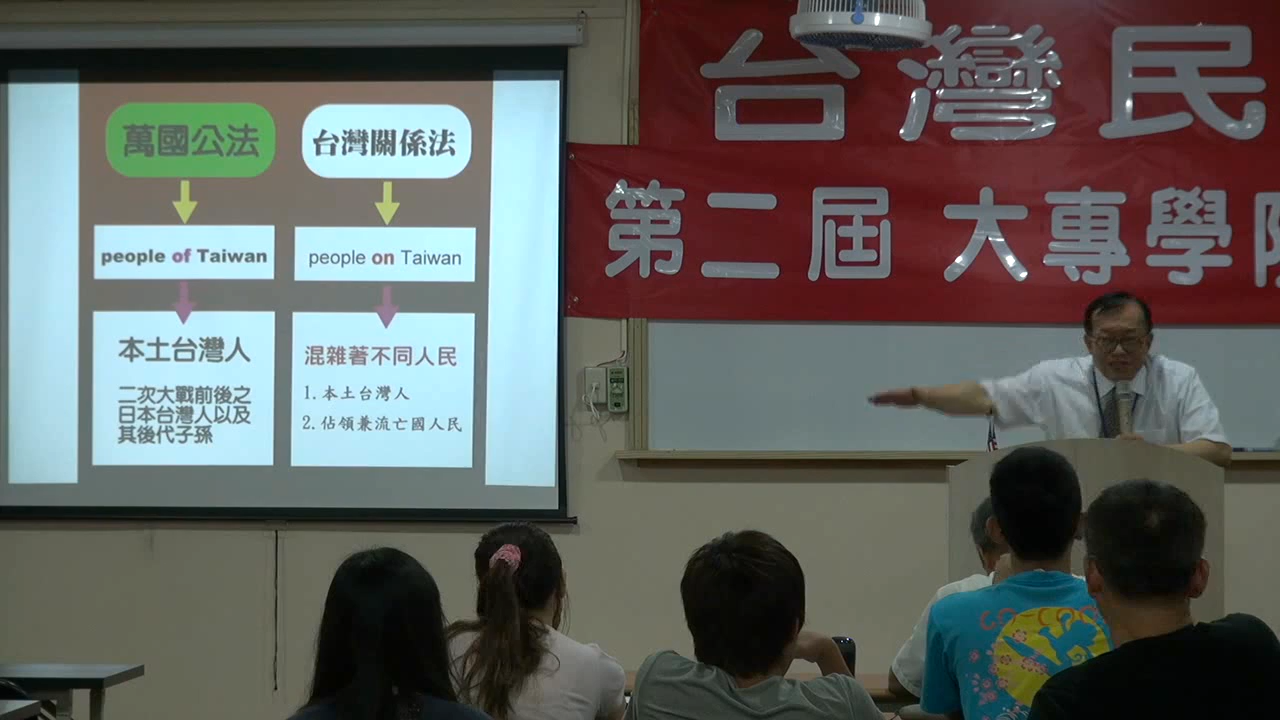 萬國公法
people of Taiwan
本土台灣人
二次大戰前後之
日本台灣人以及
其後代子孫
台灣關係法
people on Taiwan
混雜著不同人民
1. 本土台灣人
2. 佔領兼流亡國人民
台灣民
第二屆 大專學